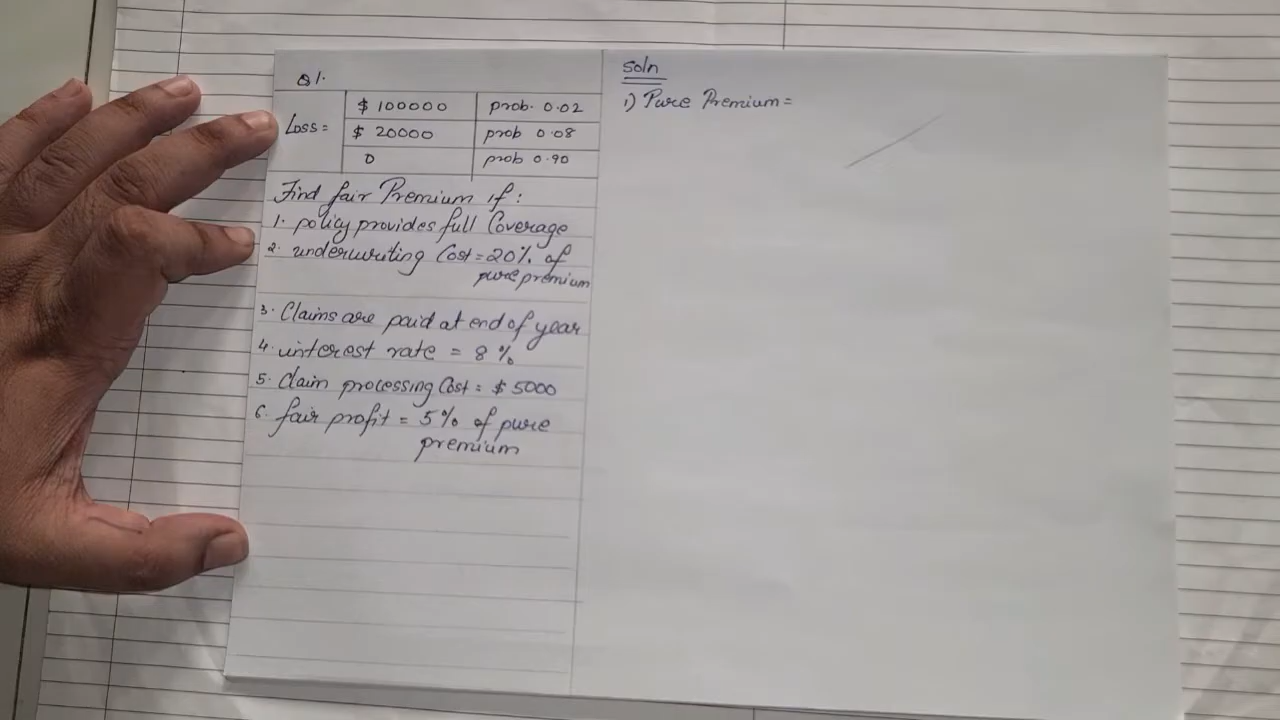 Q1.
Loss =
$ 100000 prob. 0.02
$ 20000 prob 0.08
0 prob 0.90
Find fair Premium if:
1. policy provides full Coverage
2. underwriting Cost = 20% of
pure premium
3. Claims are paid at end of year
4. interest rate = 8%
5. Claim processing Cost = $ 5000
6. fair profit = 5% of pure
premium
Soln
1) Pure Premium =